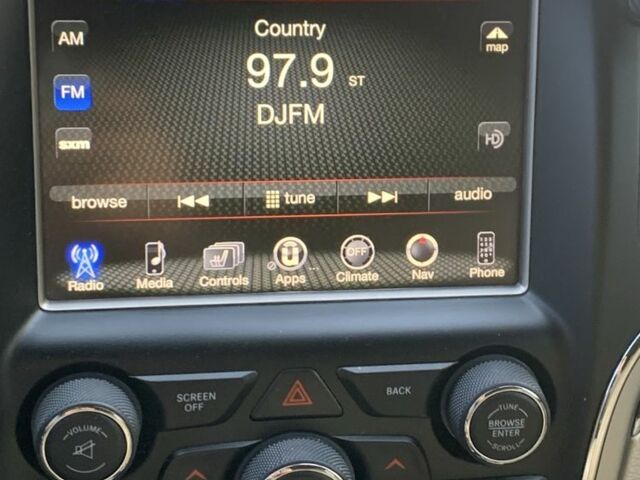 AM
Country
map
97.9 ST
FM
DJFM
sxm
HD
browse
tune
audio
Radio
Media
Controls
Apps
OFF
Climate
Nav
Phone
SCREEN
OFF
BACK
VOLUME
TUNE
BROWSE
ENTER
SCROLL